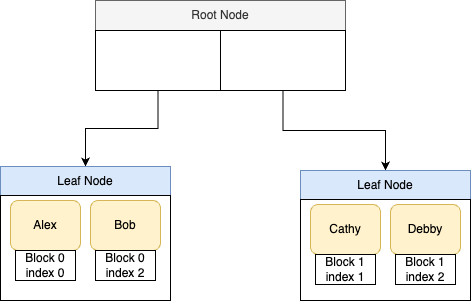 Root Node
Leaf Node
Alex
Bob
Block 0
index 0
Block 0
index 2
Leaf Node
Cathy
Debby
Block 1
index 1
Block 1
index 2